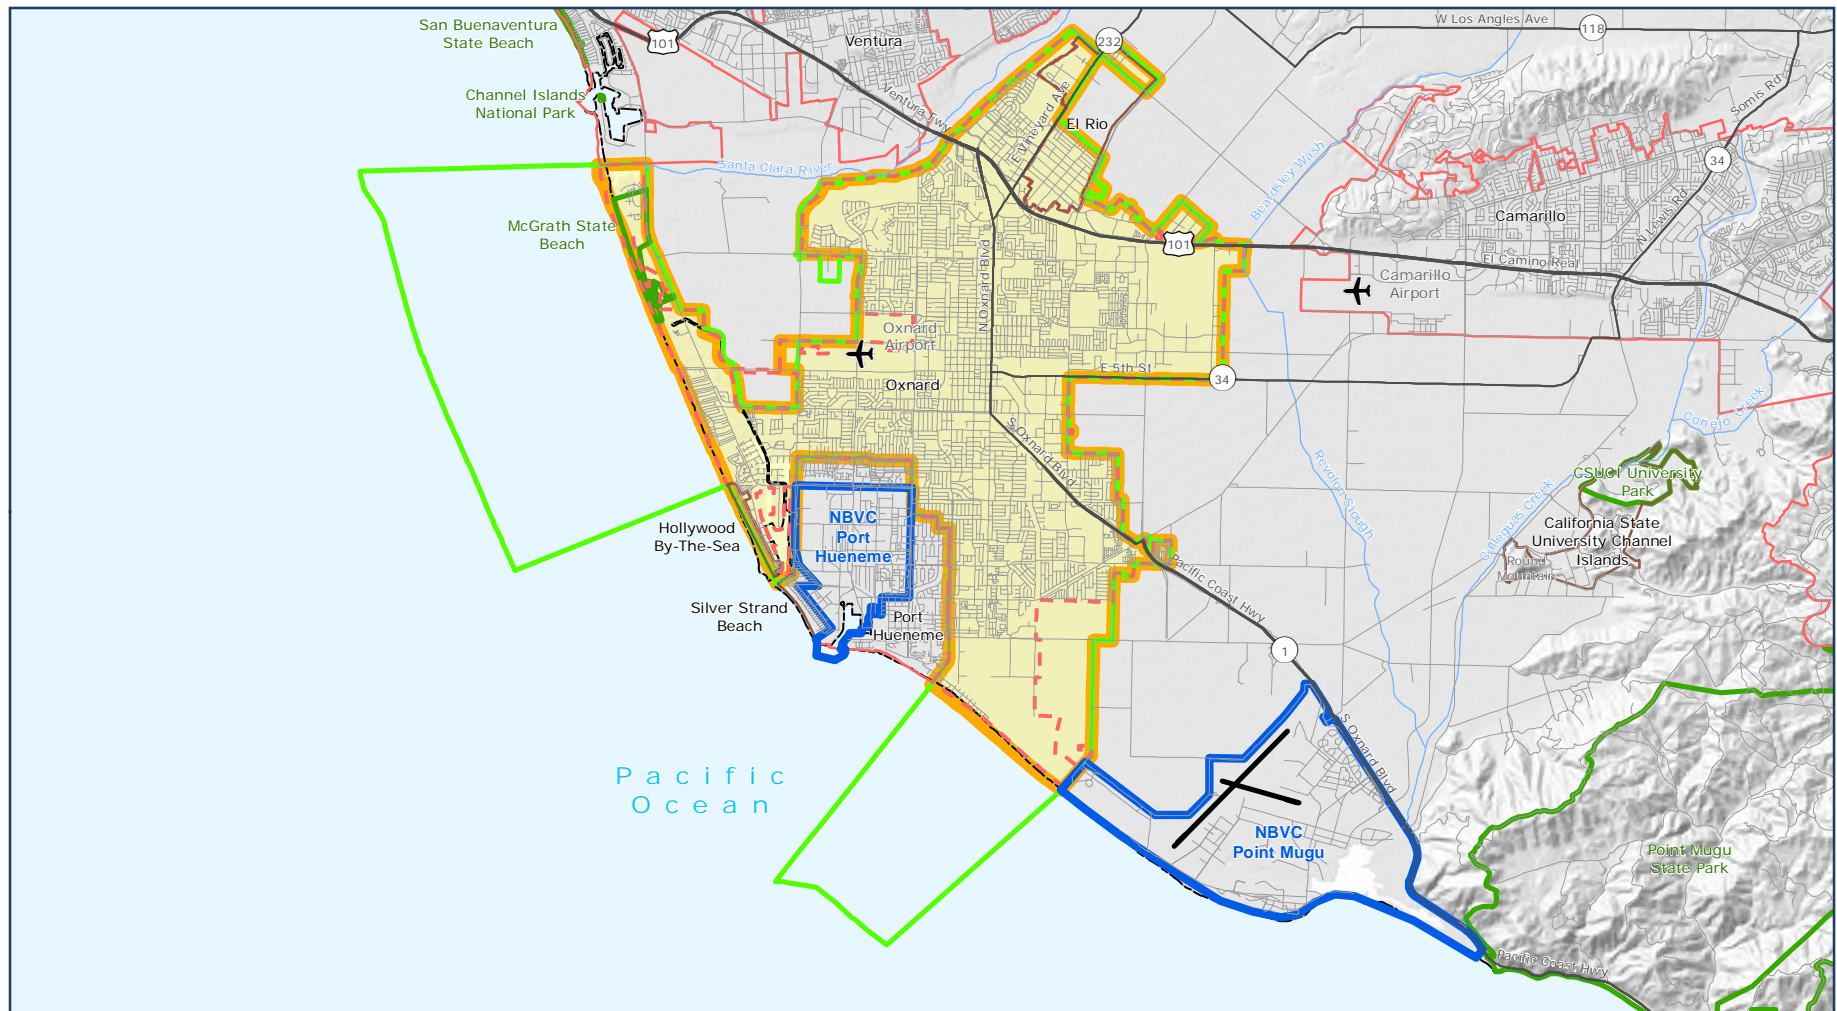 San Buenaventura
State Beach
101
Ventura
232
W Los Angles Ave
118
Channel Islands
National Park
Ventura Fwy
E Vineyard Ave
El Rio
Somis Rd
34
Santa Clara River
Beardsley Wash
McGrath State
Beach
101
Camarillo
N Lewis Rd
El Camino Real
N Oxnard Blvd
Camarillo
Airport
Oxnard
Airport
Oxnard
E 5th St
34
S Oxnard Blvd
Conejo Creek
CSUCI University
Park
Revolon Slough
Calleguas Creek
Hollywood
By-The-Sea
NBVC
Port
Hueneme
California State
University Channel
Islands
Round
Mountain
Pacific Coast Hwy
Silver Strand
Beach
Port
Hueneme
1
S Oxnard Blvd
Pacific
Ocean
NBVC
Point Mugu
Point Mugu
State Park
Pacific Coast Hwy